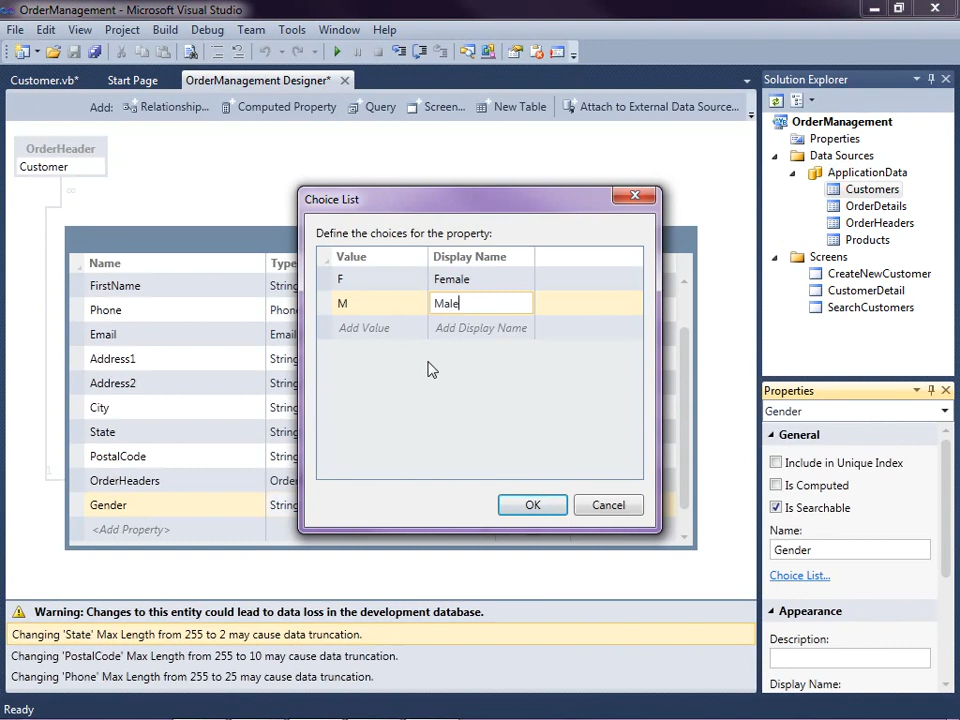 OrderManagement - Microsoft Visual Studio
File Edit View Project Build Debug Team Tools Window Help
Customer.vb* Start Page OrderManagement Designer*
Add: Relationship... Computed Property Query Screen... New Table Attach to External Data Source...
OrderHeader
Customer
∞
1
Name Type
FirstName String
Phone Phone
Email Email
Address1 String
Address2 String
City String
State String
PostalCode String
OrderHeaders Order
Gender String
<Add Property>
Choice List
Define the choices for the property:
Value Display Name
F Female
M Male
Add Value Add Display Name
OK Cancel
Warning: Changes to this entity could lead to data loss in the development database.
Changing 'State' Max Length from 255 to 2 may cause data truncation.
Changing 'PostalCode' Max Length from 255 to 10 may cause data truncation.
Changing 'Phone' Max Length from 255 to 25 may cause data truncation.
Ready
Solution Explorer
OrderManagement
Properties
Data Sources
ApplicationData
Customers
OrderDetails
OrderHeaders
Products
Screens
CreateNewCustomer
CustomerDetail
SearchCustomers
Properties
Gender
General
Include in Unique Index
Is Computed
Is Searchable
Name:
Gender
Choice List...
Appearance
Description:
Display Name: